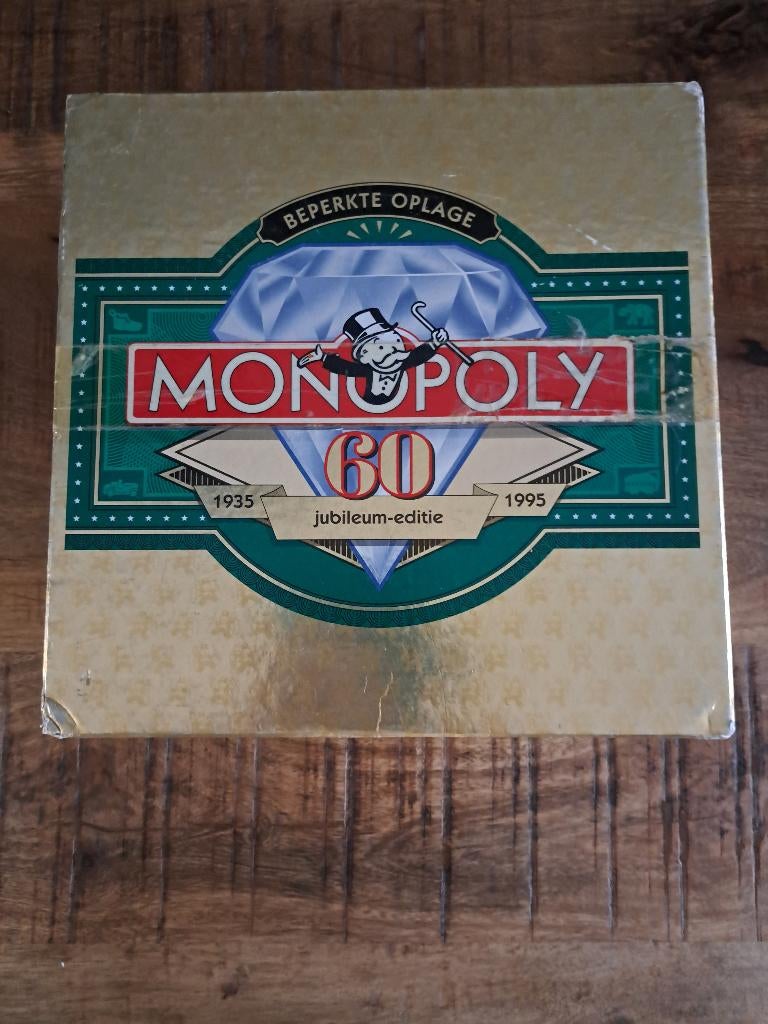 BEPERKTE OPLAGE
MONOPOLY
60
1935 1995
jubileum-editie